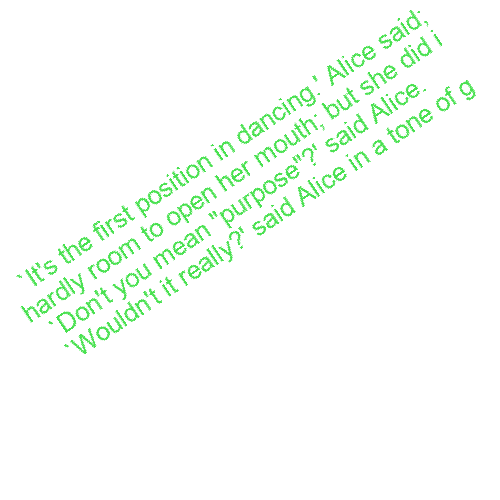 `It's the first position in dancing.' Alice said;
hardly room to open her mouth; but she did i
`Don't you mean "purpose"?' said Alice.
`Wouldn't it really?' said Alice in a tone of g